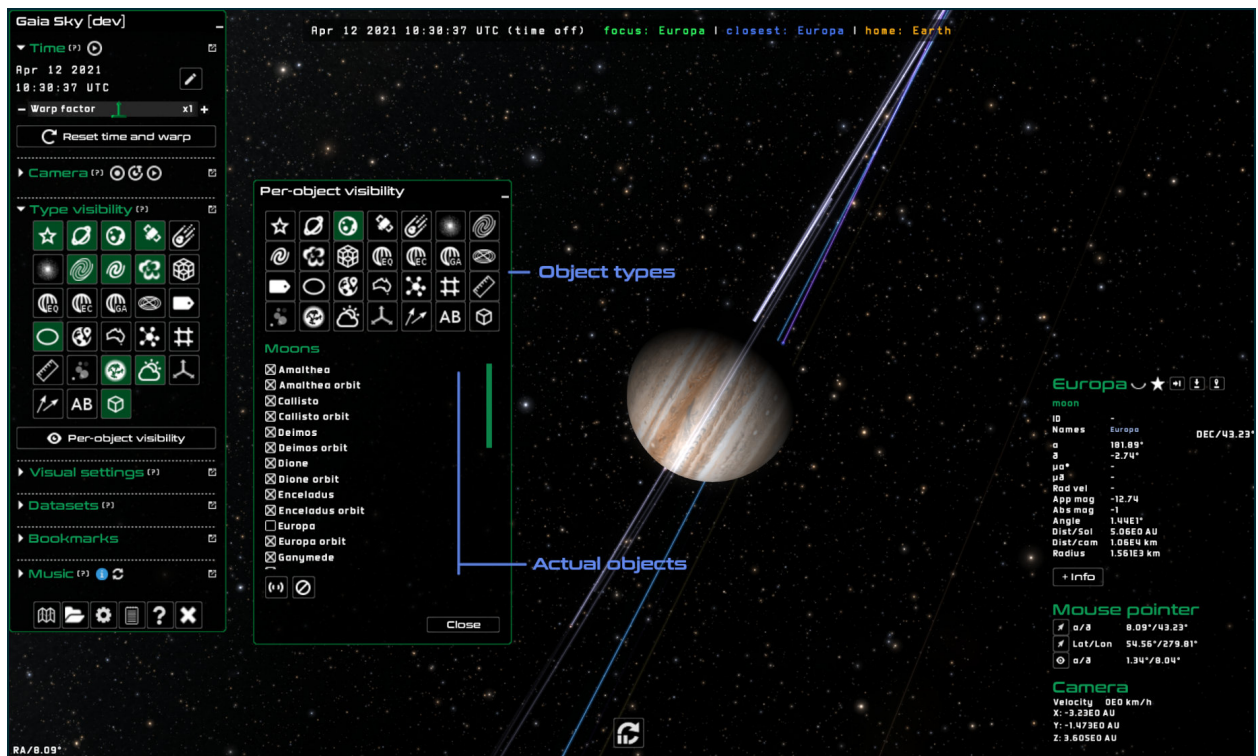 Gaia Sky [dev]
Time [?]
Apr 12 2021
10:30:37 UTC
− Warp factor x1 +
Reset time and warp
Camera [?]
Type visibility [?]
EQ EC GA
AB
Per-object visibility
Visual settings [?]
Datasets [?]
Bookmarks
Music [?] i
?
RA/8.09°
Apr 12 2021 10:30:37 UTC (time off) focus: Europa | closest: Europa | home: Earth
Per-object visibility
EQ EC GA
AB
Moons
Amalthea
Amalthea orbit
Callisto
Callisto orbit
Deimos
Deimos orbit
Dione
Dione orbit
Enceladus
Enceladus orbit
Europa
Europa orbit
Ganymede
Close
Object types
Actual objects
Europa
moon
ID -
Names Europa
DEC/43.23°
α 181.89°
δ -2.74°
μα* -
μδ -
Rad vel -
App mag -12.74
Abs mag -1
Angle 1.44E1°
Dist/Sol 5.06E0 AU
Dist/cam 1.06E4 km
Radius 1.561E3 km
+Info
Mouse pointer
α/δ 8.09°/43.23°
Lat/Lon 54.56°/279.81°
α/δ 1.34°/8.04°
Camera
Velocity 0E0 km/h
X: -3.23E0 AU
Y: -1.473E0 AU
Z: 3.605E0 AU